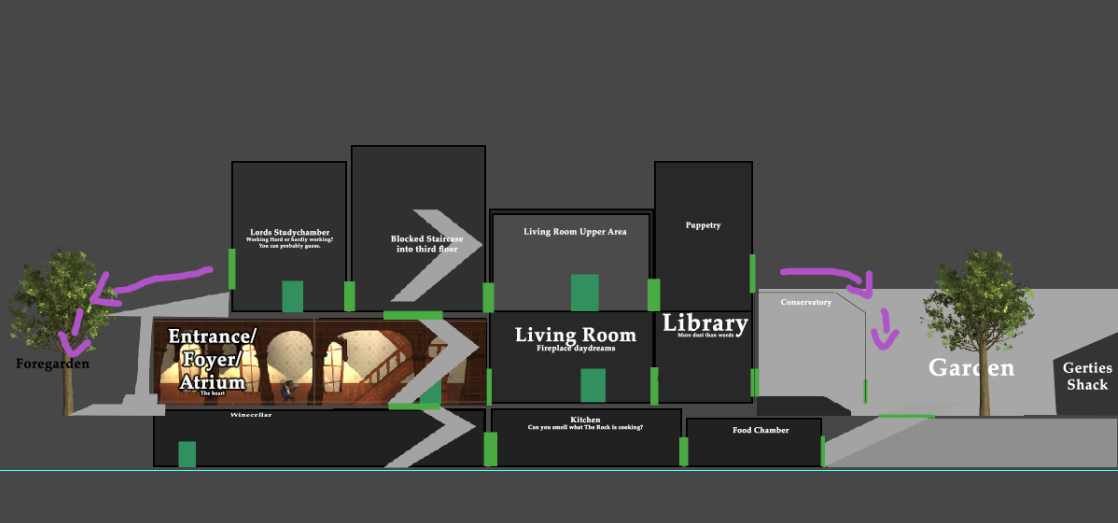 Lords Studychamber
Working Hard or hardly working?
You can probably guess.
Blocked Staircase
into third floor
Living Room Upper Area
Puppetry
Conservatory
Foregarden
Entrance/
Foyer/
Atrium
The heart
Living Room
Fireplace daydreams
Library
More dust than words
Garden
Gerties
Shack
Winecellar
Kitchen
Can you smell what The Rock is cooking?
Food Chamber